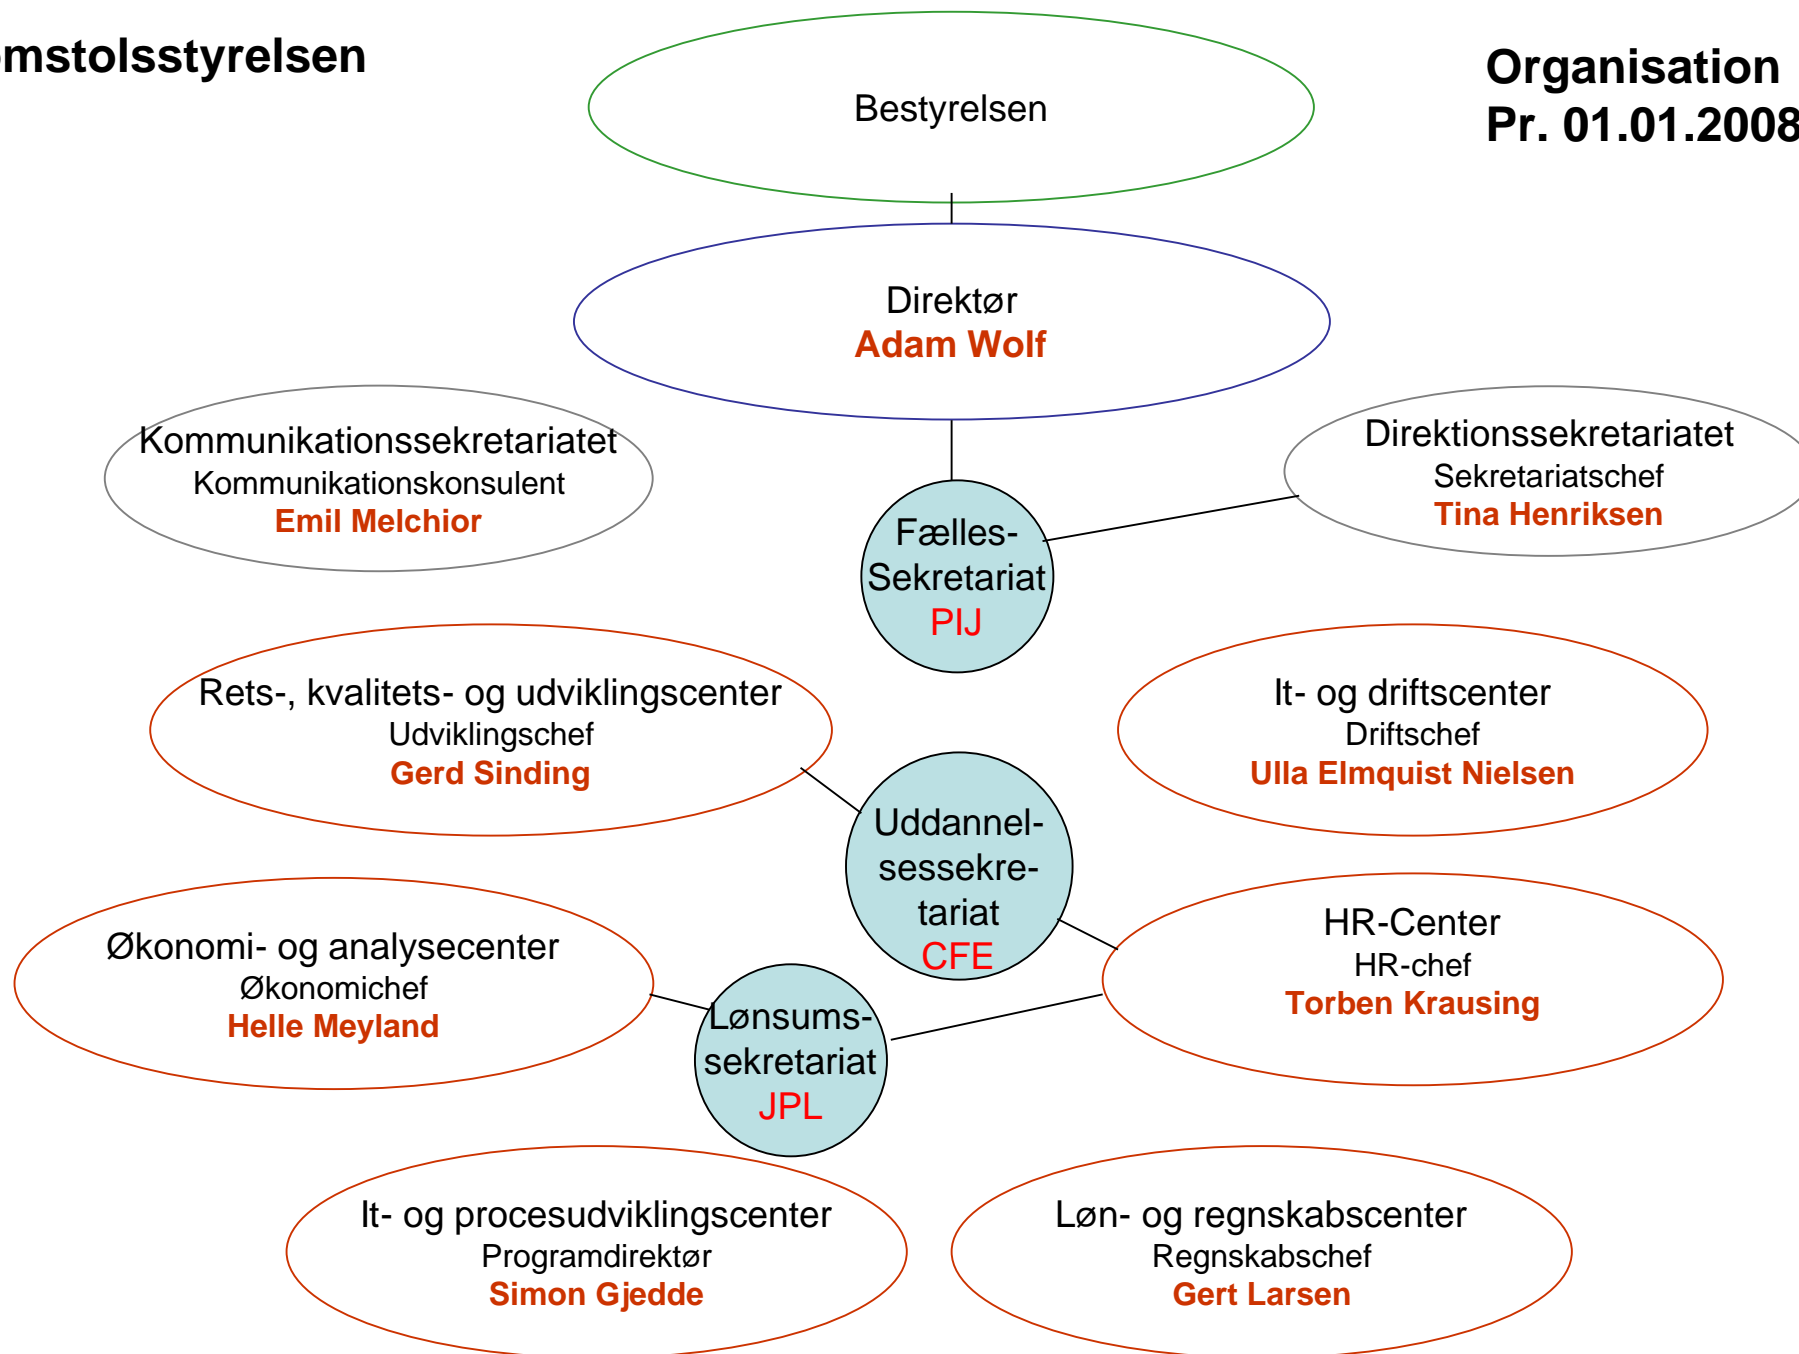 mstolsstyrelsen
Organisation
Pr. 01.01.2008
Bestyrelsen
Direktør
Adam Wolf
Kommunikationssekretariatet
Kommunikationskonsulent
Emil Melchior
Direktionssekretariatet
Sekretariatschef
Tina Henriksen
Fælles-
Sekretariat
PIJ
Rets-, kvalitets- og udviklingscenter
Udviklingschef
Gerd Sinding
It- og driftscenter
Driftschef
Ulla Elmquist Nielsen
Uddannel-
sessekre-
tariat
CFE
Økonomi- og analysecenter
Økonomichef
Helle Meyland
HR-Center
HR-chef
Torben Krausing
Lønsums-
sekretariat
JPL
It- og procesudviklingscenter
Programdirektør
Simon Gjedde
Løn- og regnskabscenter
Regnskabschef
Gert Larsen